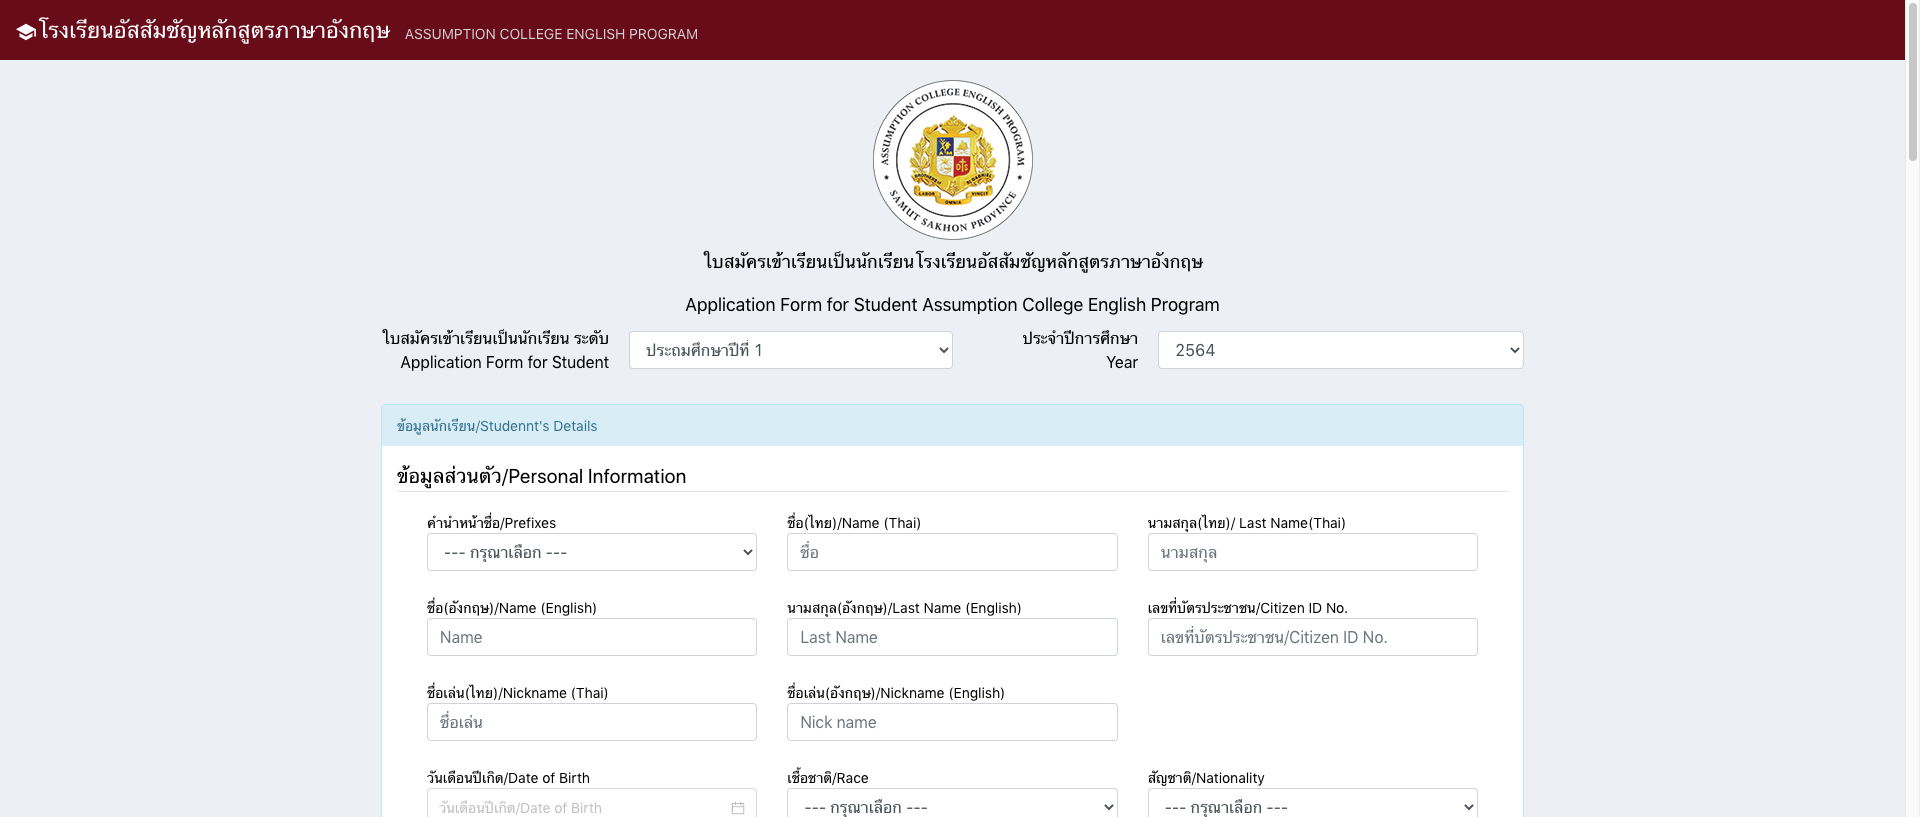 โรงเรียนอัสสัมชัญหลักสูตรภาษาอังกฤษ ASSUMPTION COLLEGE ENGLISH PROGRAM
ASSUMPTION COLLEGE ENGLISH PROGRAM
SAMUT SAKHON PROVINCE
BROTHERS OF ST GABRIEL
LABOR OMNIA VINCIT
ใบสมัครเข้าเรียนเป็นนักเรียน โรงเรียนอัสสัมชัญหลักสูตรภาษาอังกฤษ
Application Form for Student Assumption College English Program
ใบสมัครเข้าเรียนเป็นนักเรียน ระดับ
Application Form for Student
ประถมศึกษาปีที่ 1
ประจำปีการศึกษา
Year
2564
ข้อมูลนักเรียน/Studennt's Details
ข้อมูลส่วนตัว/Personal Information
คำนำหน้าชื่อ/Prefixes
--- กรุณาเลือก ---
ชื่อ(ไทย)/Name (Thai)
ชื่อ
นามสกุล(ไทย)/ Last Name(Thai)
นามสกุล
ชื่อ(อังกฤษ)/Name (English)
Name
นามสกุล(อังกฤษ)/Last Name (English)
Last Name
เลขที่บัตรประชาชน/Citizen ID No.
เลขที่บัตรประชาชน/Citizen ID No.
ชื่อเล่น(ไทย)/Nickname (Thai)
ชื่อเล่น
ชื่อเล่น(อังกฤษ)/Nickname (English)
Nick name
วันเดือนปีเกิด/Date of Birth
วันเดือนปีเกิด/Date of Birth
เชื้อชาติ/Race
--- กรุณาเลือก ---
สัญชาติ/Nationality
--- กรุณาเลือก ---